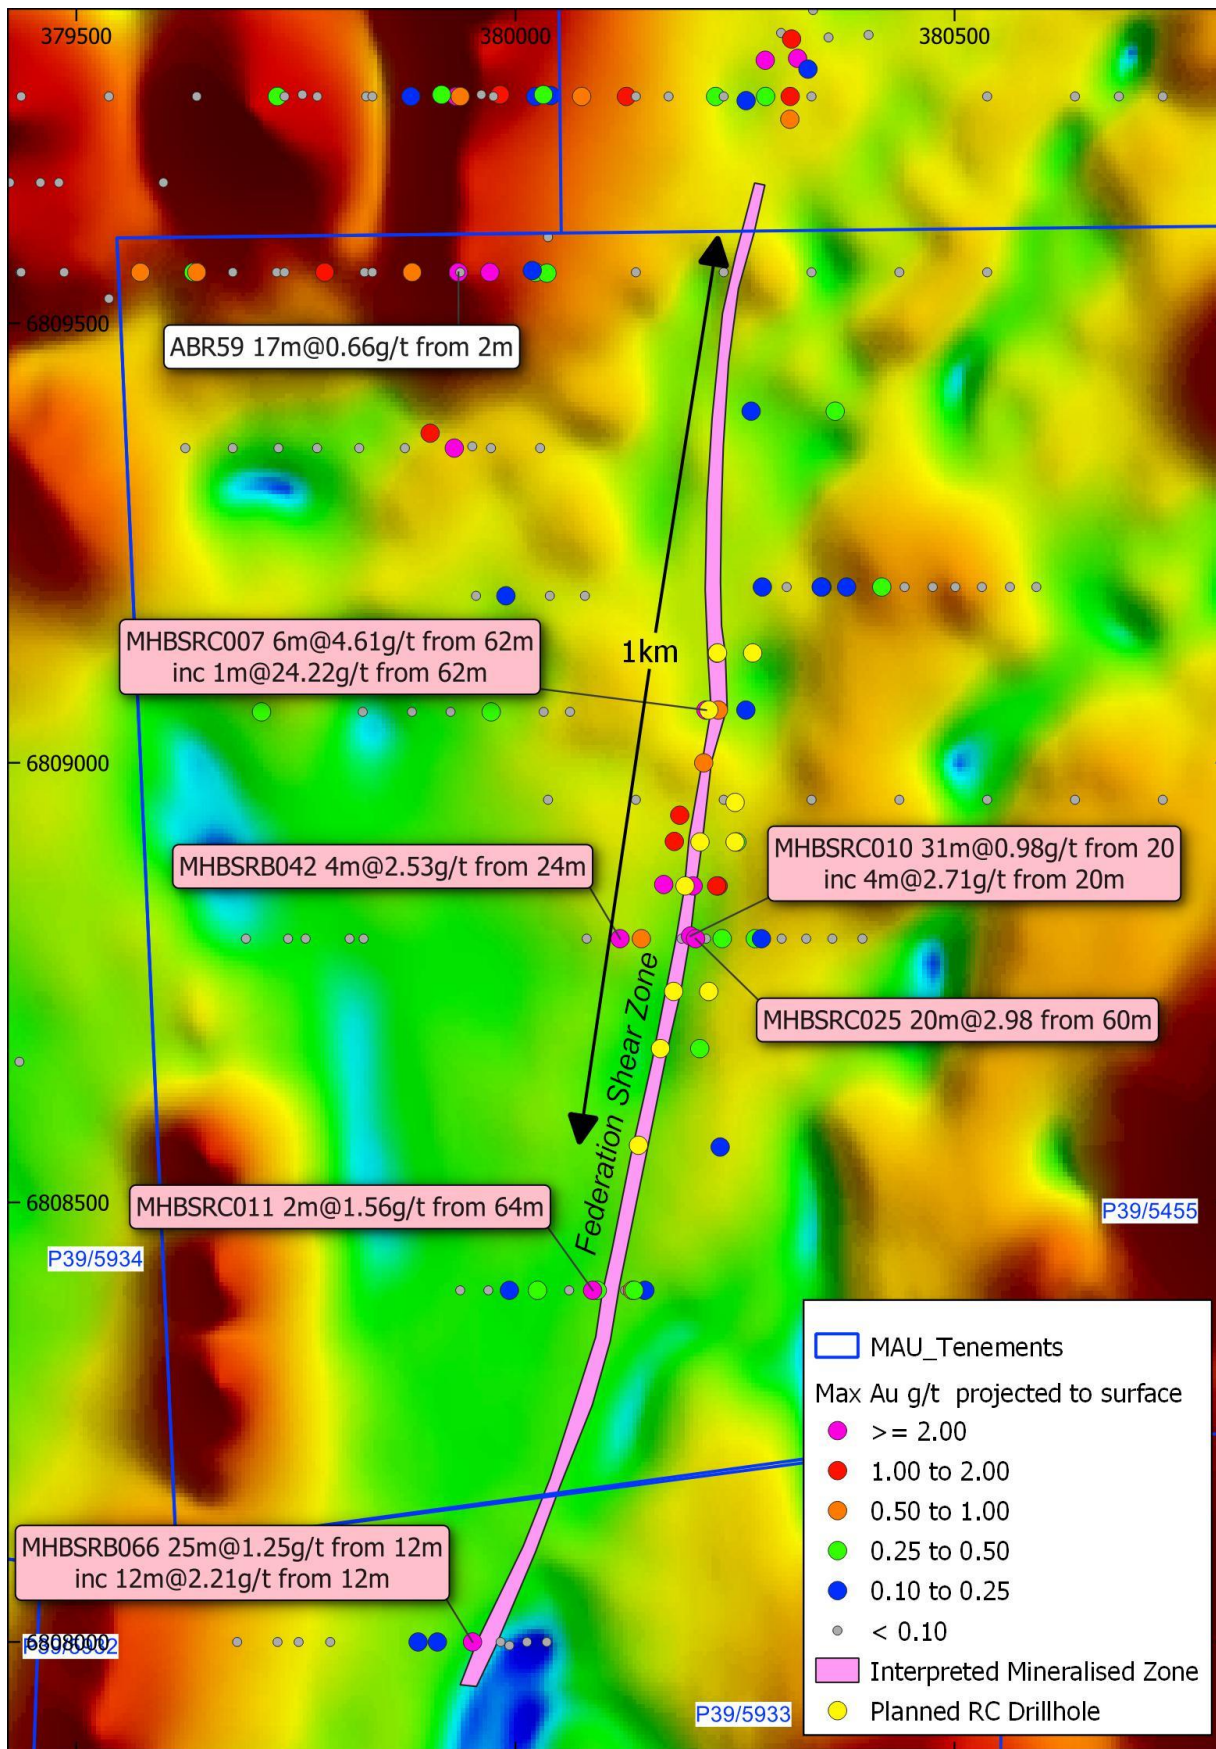 379500
380000
380500
6809500
ABR59 17m@0.66g/t from 2m
MHBSRC007 6m@4.61g/t from 62m
inc 1m@24.22g/t from 62m
1km
6809000
MHBSRB042 4m@2.53g/t from 24m
MHBSRC010 31m@0.98g/t from 20
inc 4m@2.71g/t from 20m
MHBSRC025 20m@2.98 from 60m
Federation Shear Zone
6808500
MHBSRC011 2m@1.56g/t from 64m
P39/5455
P39/5934
MHBSRB066 25m@1.25g/t from 12m
inc 12m@2.21g/t from 12m
6808000
P39/5932
P39/5933
MAU_Tenements
Max Au g/t projected to surface
>= 2.00
1.00 to 2.00
0.50 to 1.00
0.25 to 0.50
0.10 to 0.25
< 0.10
Interpreted Mineralised Zone
Planned RC Drillhole